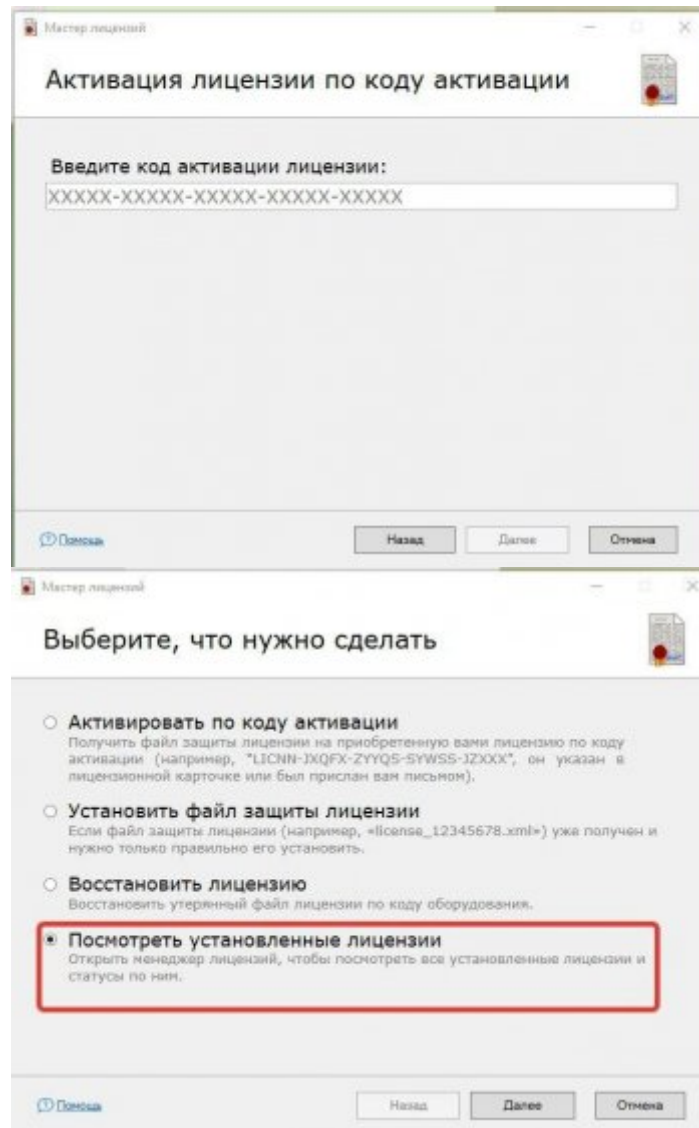 Мастер лицензий
Активация лицензии по коду активации
Введите код активации лицензии:
XXXXX-XXXXX-XXXXX-XXXXX-XXXXX
Помощь
Назад
Далее
Отмена
Мастер лицензий
Выберите, что нужно сделать
Активировать по коду активации
Получить файл защиты лицензии на приобретенную вами лицензию по коду
активации (например, "LICNN-JXQFX-ZYYQS-SYWSS-JZXXX", он указан в
лицензионной карточке или был прислан вам письмом).
Установить файл защиты лицензии
Если файл защиты лицензии (например, «license_12345678.xml») уже получен и
нужно только правильно его установить.
Восстановить лицензию
Восстановить утерянный файл лицензии по коду оборудования.
Посмотреть установленные лицензии
Открыть менеджер лицензий, чтобы посмотреть все установленные лицензии и
статусы по ним.
Помощь
Назад
Далее
Отмена